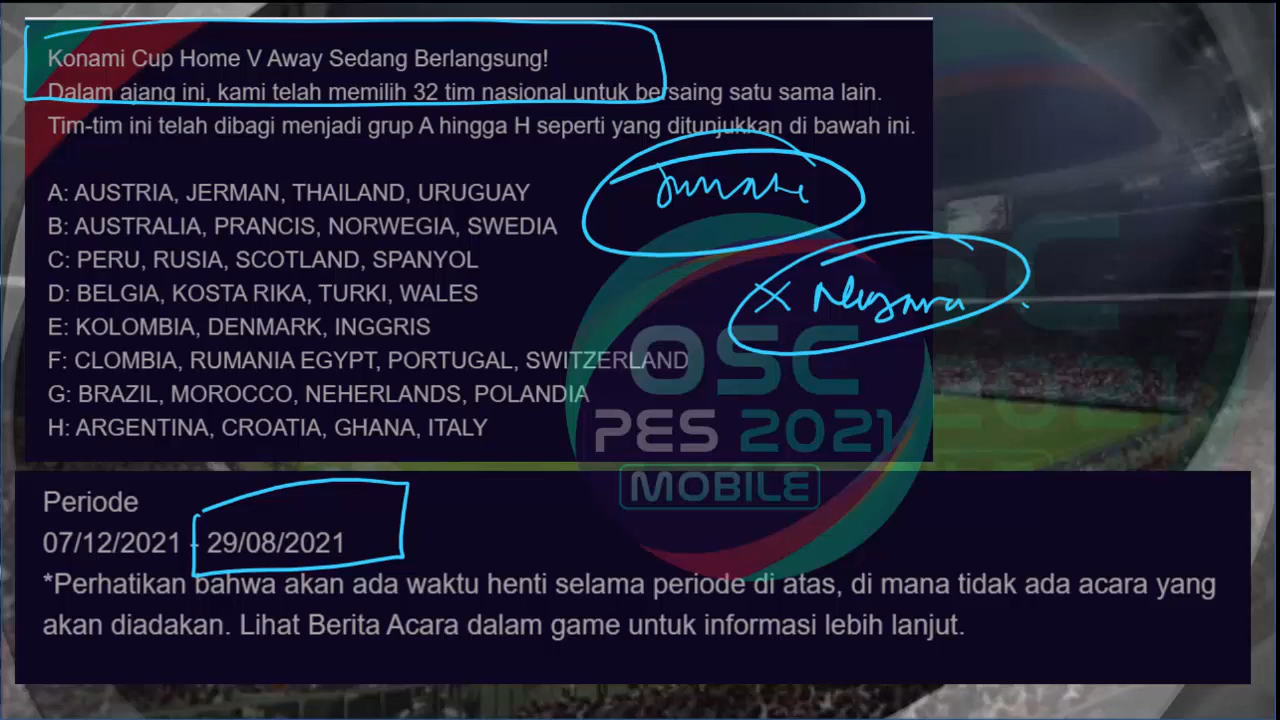 Konami Cup Home V Away Sedang Berlangsung!
Dalam ajang ini, kami telah memilih 32 tim nasional untuk bersaing satu sama lain.
Tim-tim ini telah dibagi menjadi grup A hingga H seperti yang ditunjukkan di bawah ini.
A: AUSTRIA, JERMAN, THAILAND, URUGUAY
B: AUSTRALIA, PRANCIS, NORWEGIA, SWEDIA
C: PERU, RUSIA, SCOTLAND, SPANYOL
D: BELGIA, KOSTA RIKA, TURKI, WALES
E: KOLOMBIA, DENMARK, INGGRIS
F: CLOMBIA, RUMANIA EGYPT, PORTUGAL, SWITZERLAND
G: BRAZIL, MOROCCO, NEHERLANDS, POLANDIA
H: ARGENTINA, CROATIA, GHANA, ITALY
X Negara
OSC
PES 2021
MOBILE
Periode
07/12/2021 - 29/08/2021
*Perhatikan bahwa akan ada waktu henti selama periode di atas, di mana tidak ada acara yang
akan diadakan. Lihat Berita Acara dalam game untuk informasi lebih lanjut.